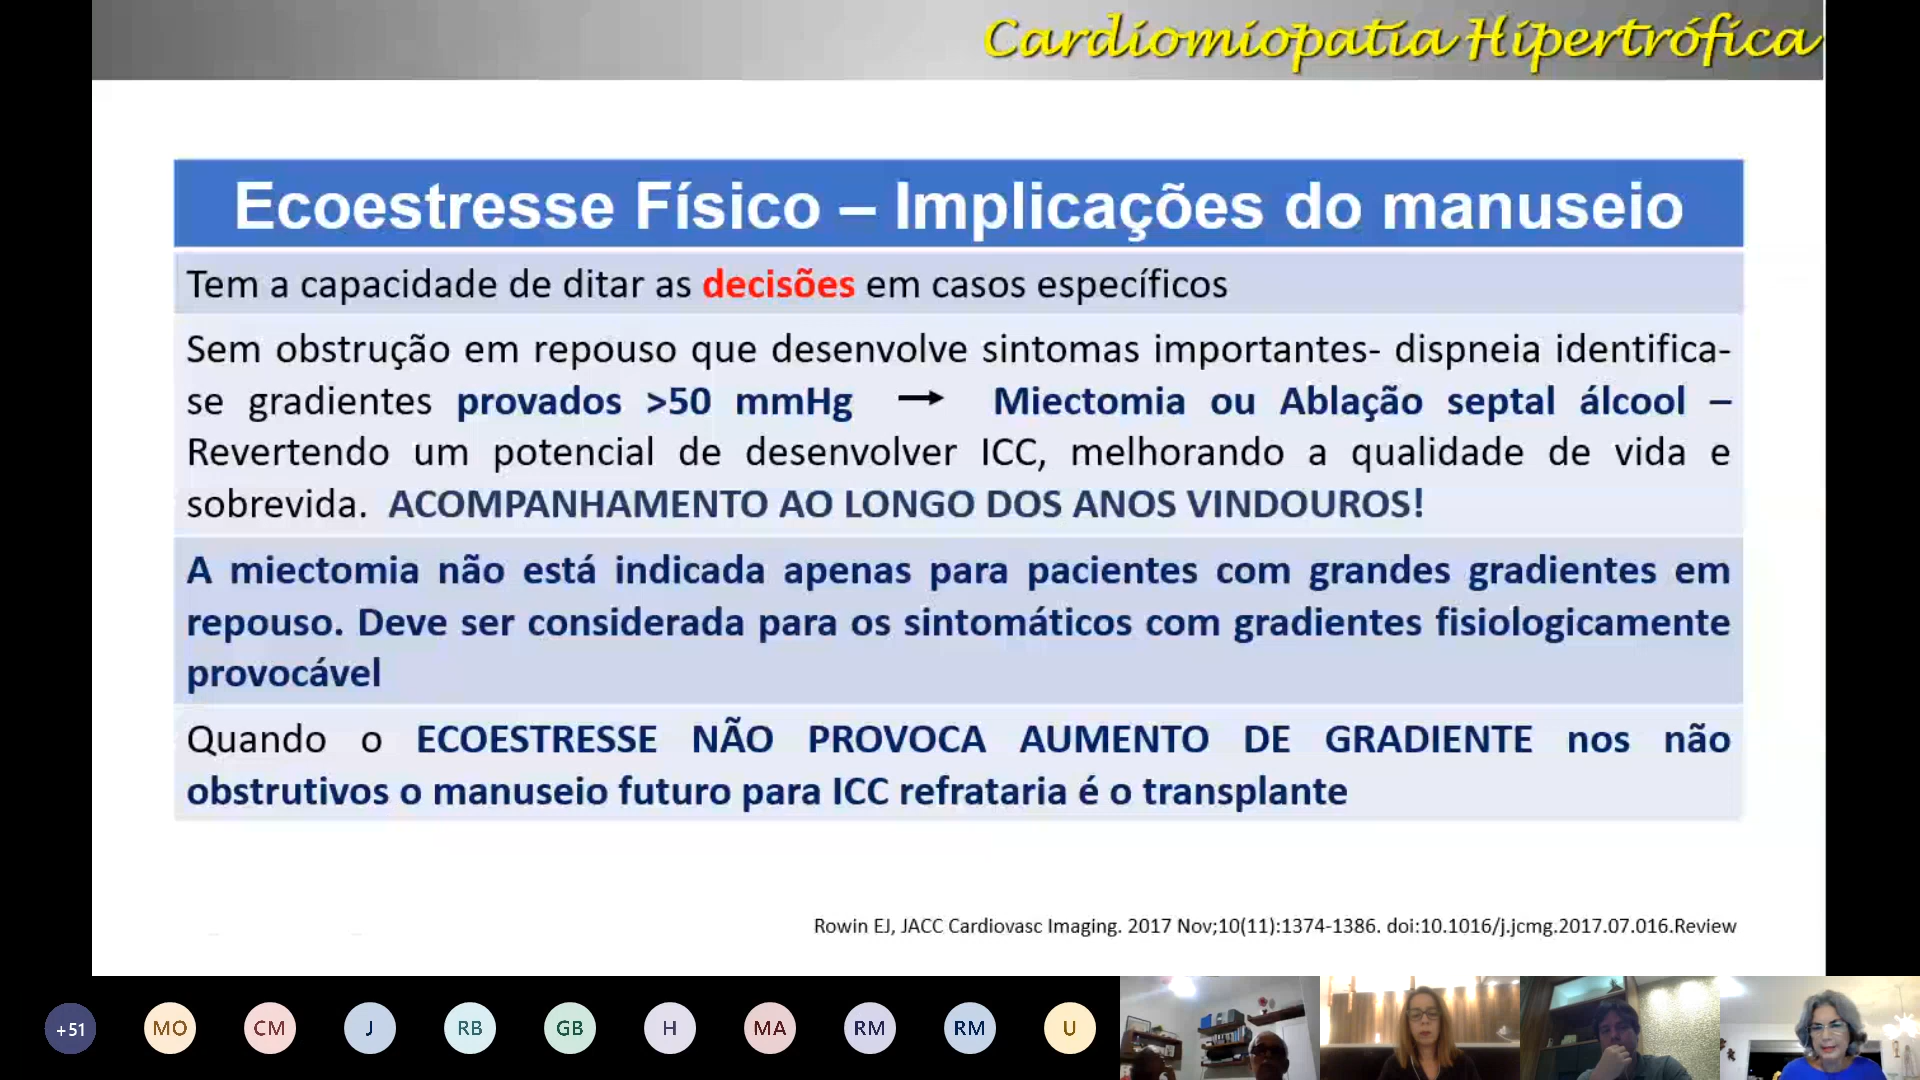 Cardiomiopatia Hipertrófica
Ecoestresse Físico – Implicações do manuseio
Tem a capacidade de ditar as decisões em casos específicos
Sem obstrução em repouso que desenvolve sintomas importantes- dispneia identifica-
se gradientes provados >50 mmHg → Miectomia ou Ablação septal álcool –
Revertendo um potencial de desenvolver ICC, melhorando a qualidade de vida e
sobrevida. ACOMPANHAMENTO AO LONGO DOS ANOS VINDOUROS!
A miectomia não está indicada apenas para pacientes com grandes gradientes em
repouso. Deve ser considerada para os sintomáticos com gradientes fisiologicamente
provocável
Quando o ECOESTRESSE NÃO PROVOCA AUMENTO DE GRADIENTE nos não
obstrutivos o manuseio futuro para ICC refrataria é o transplante
Rowin EJ, JACC Cardiovasc Imaging. 2017 Nov;10(11):1374-1386. doi:10.1016/j.jcmg.2017.07.016.Review
+51 MO CM J RB GB H MA RM RM U